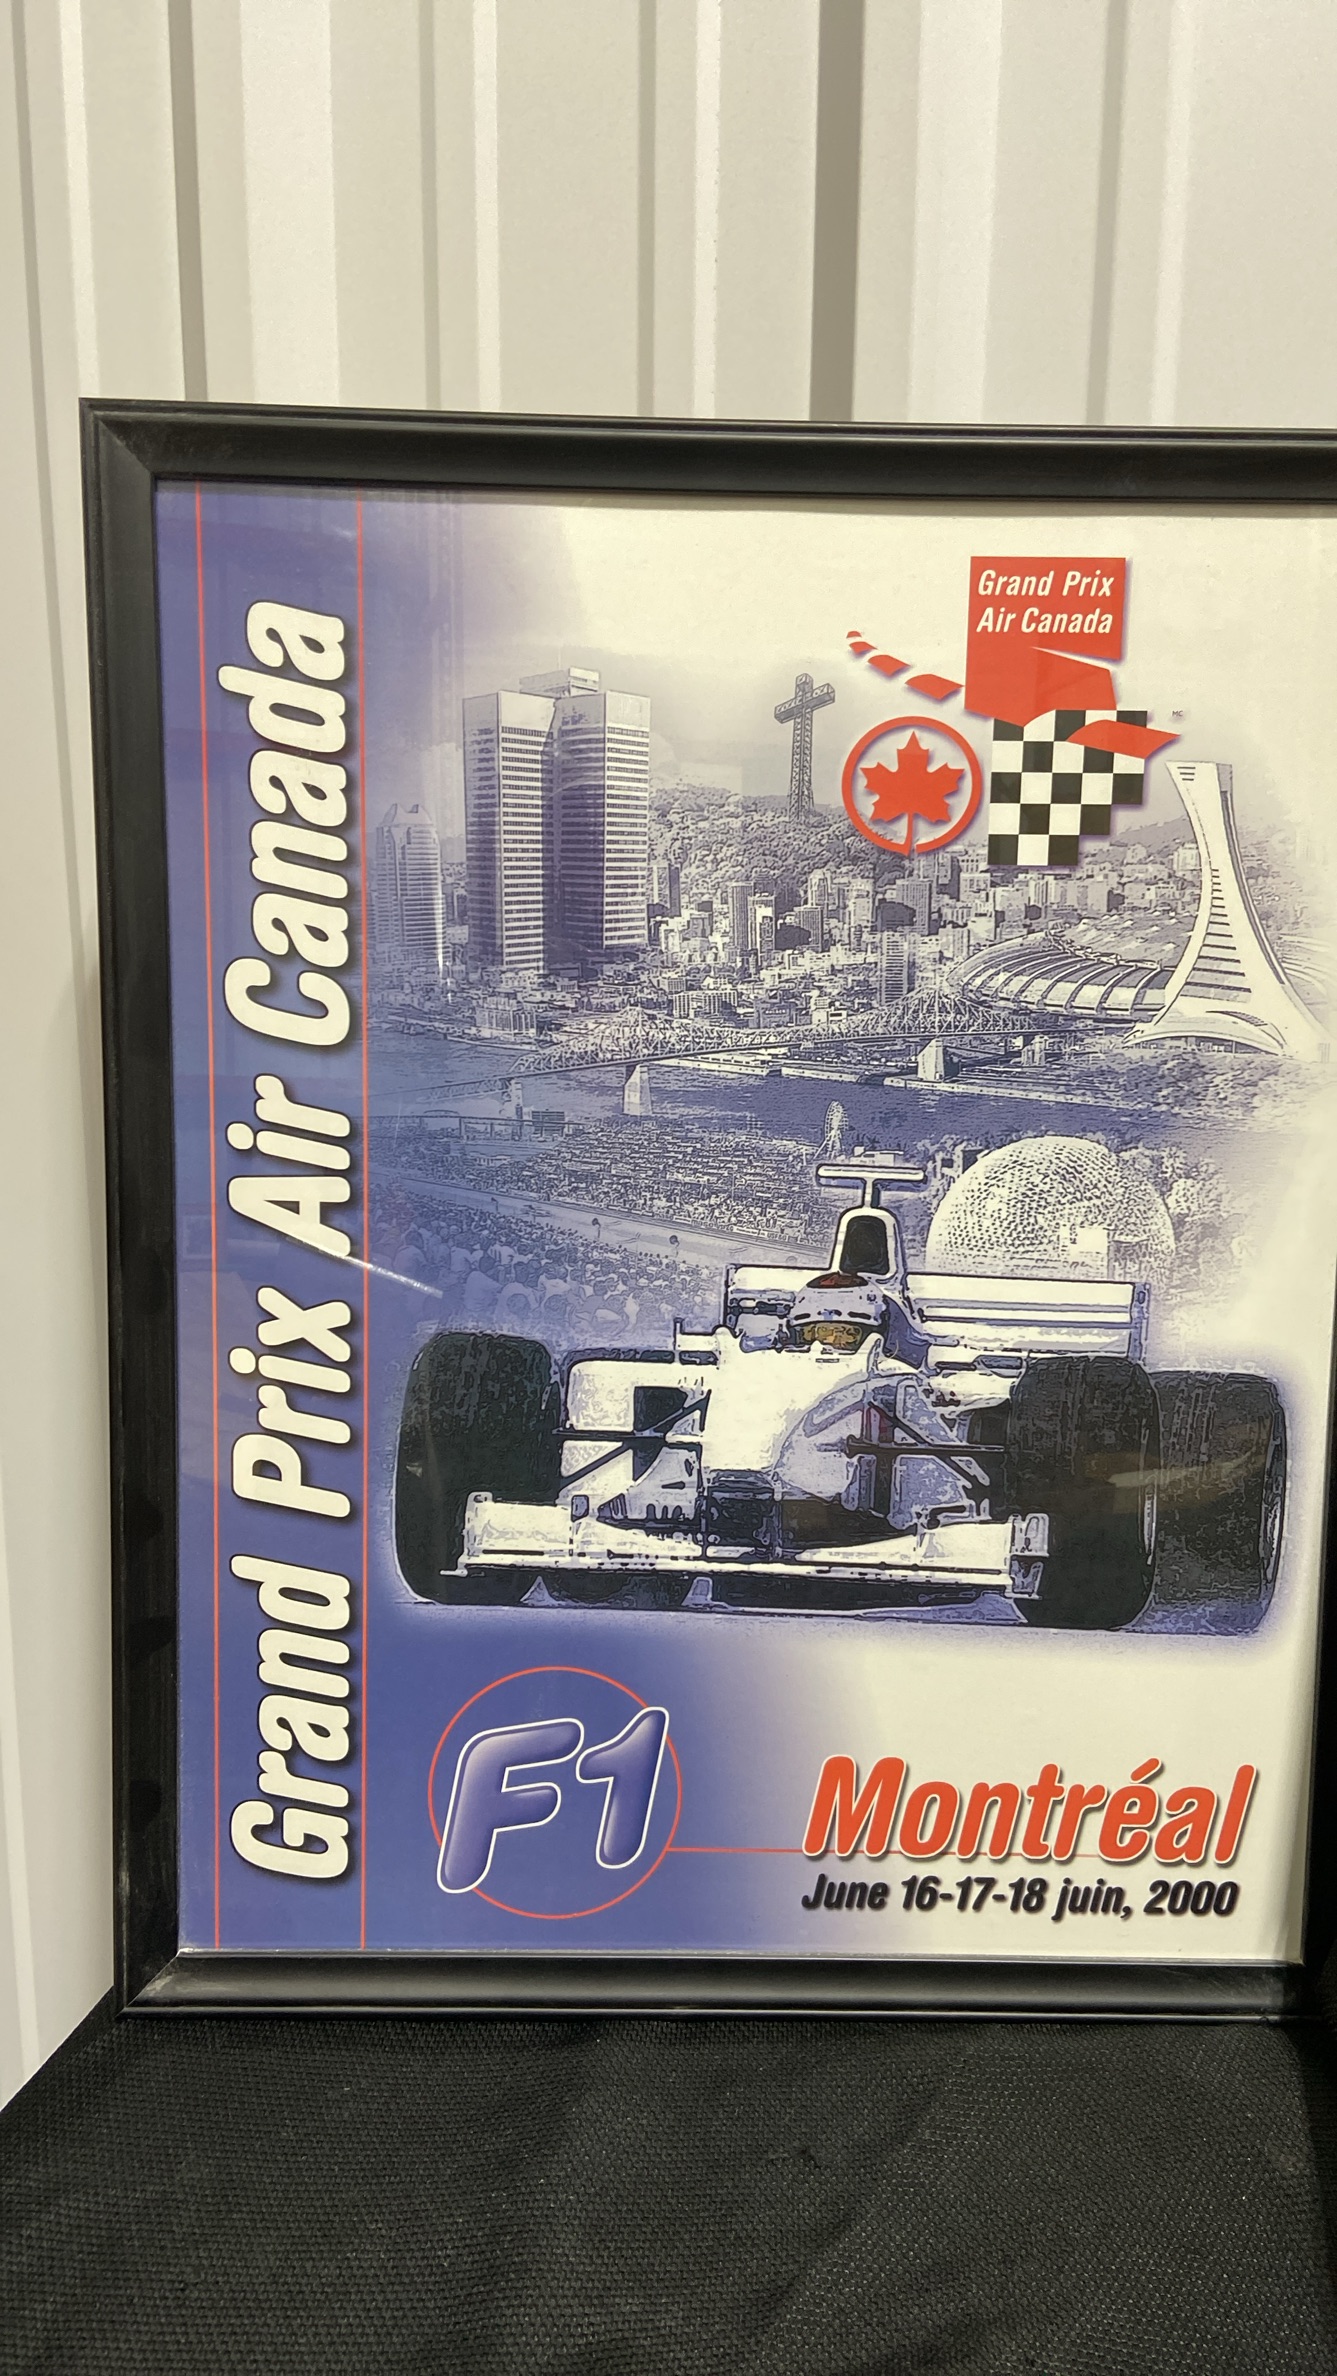 Grand Prix Air Canada
Grand Prix
Air Canada
MC
F1
Montréal
June 16-17-18 juin, 2000